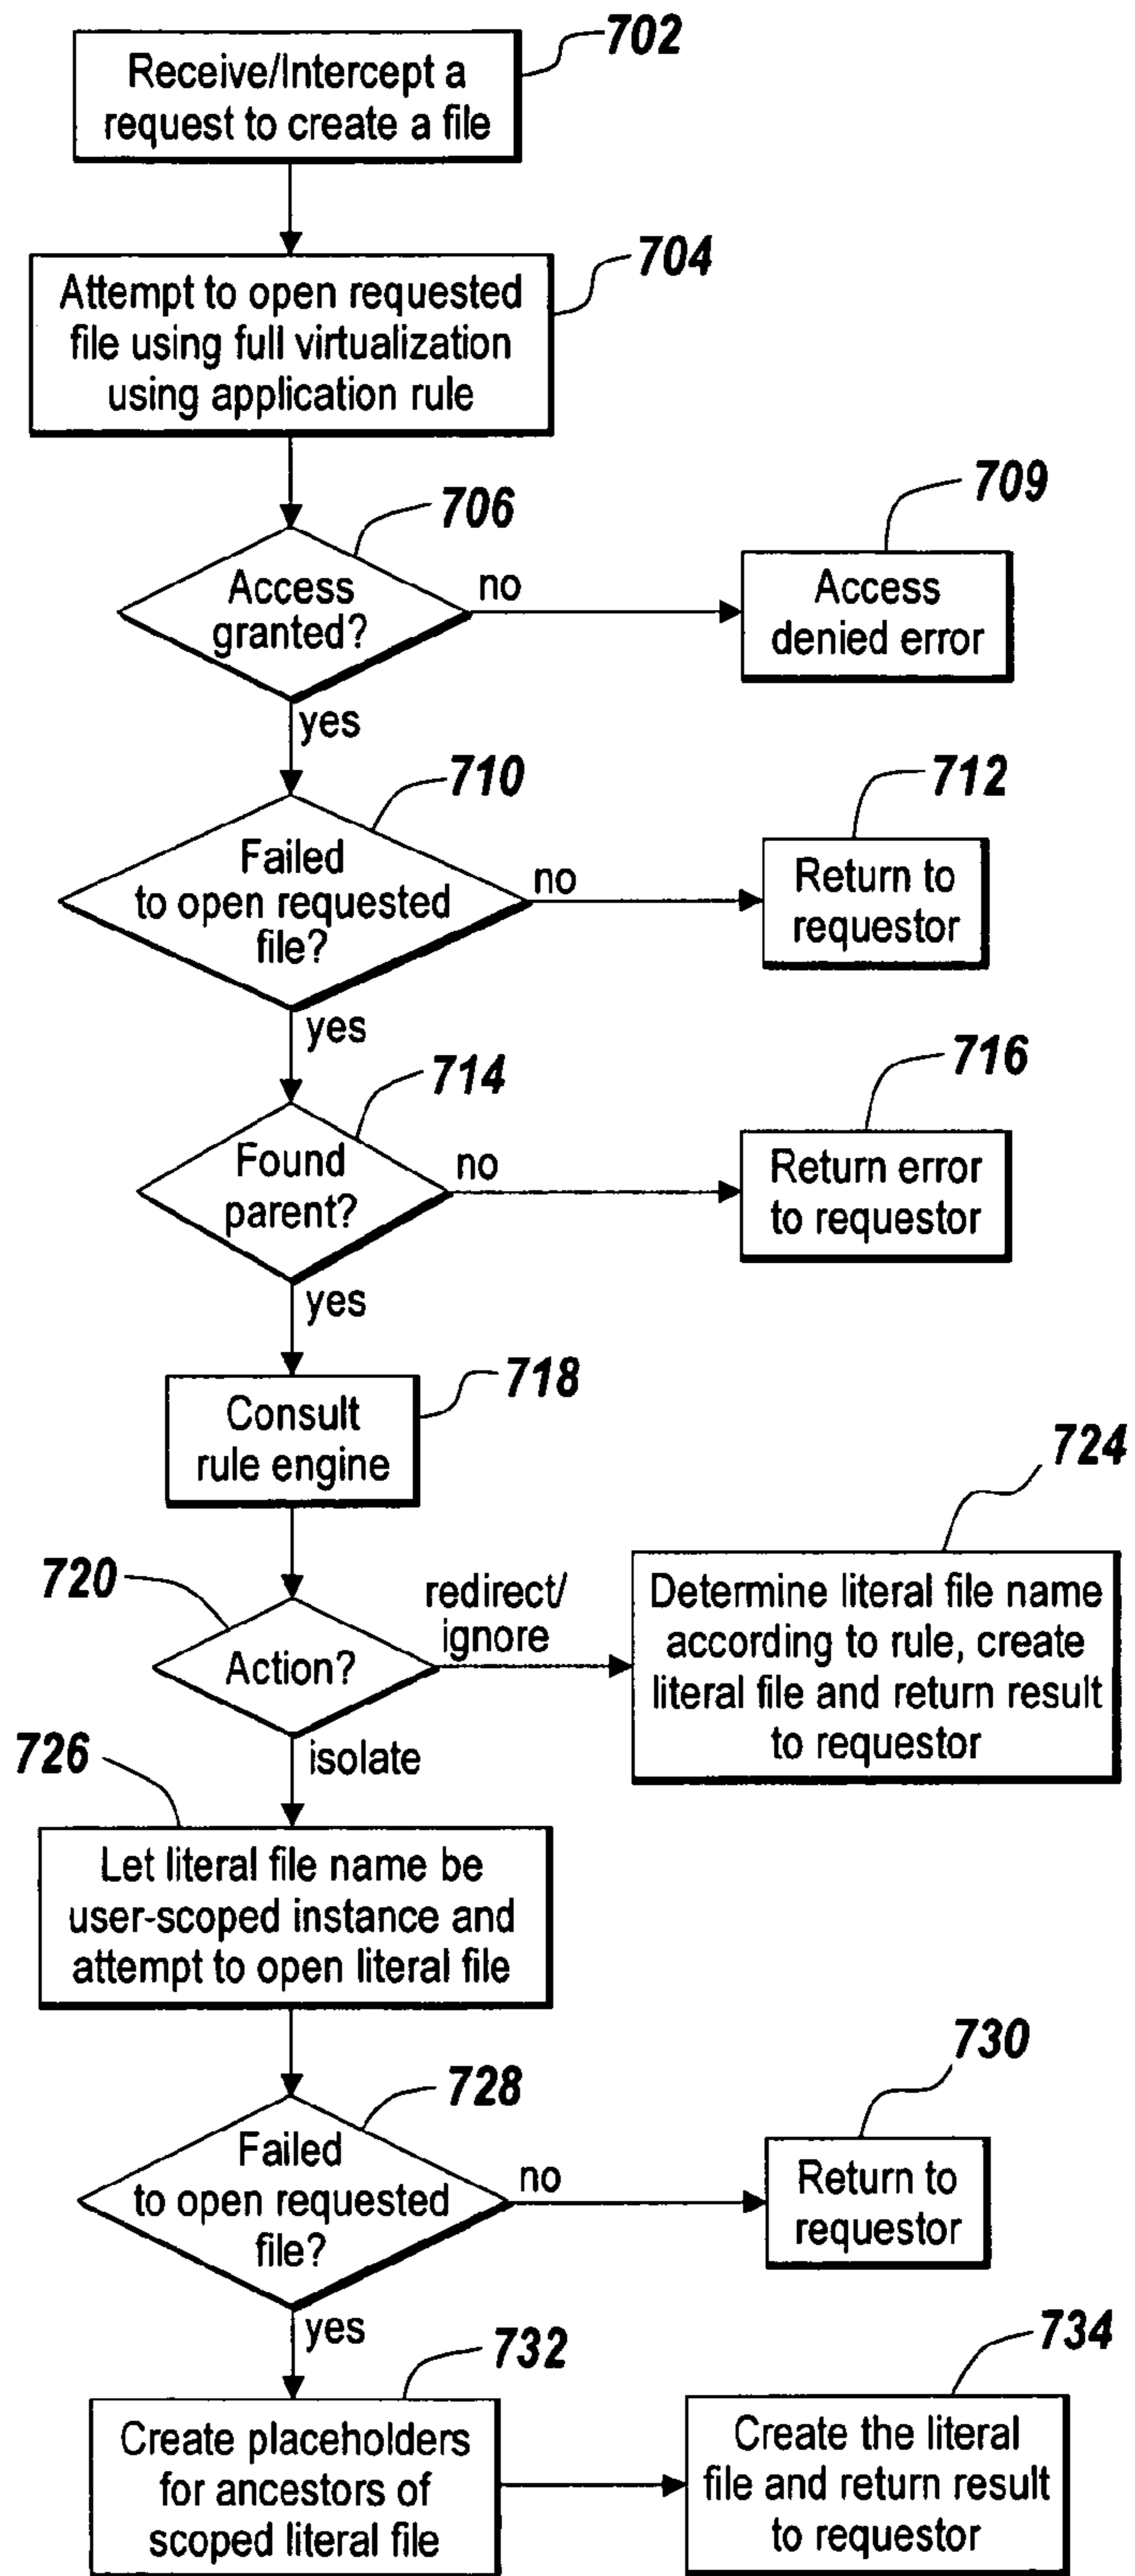 702
Receive/Intercept a
request to create a file
704
Attempt to open requested
file using full virtualization
using application rule
706
Access
granted?
no
709
Access
denied error
yes
710
Failed
to open requested
file?
no
712
Return to
requestor
yes
714
Found
parent?
no
716
Return error
to requestor
yes
718
Consult
rule engine
720
Action?
redirect/
ignore
724
Determine literal file name
according to rule, create
literal file and return result
to requestor
isolate
726
Let literal file name be
user-scoped instance and
attempt to open literal file
728
Failed
to open requested
file?
no
730
Return to
requestor
yes
732
Create placeholders
for ancestors of
scoped literal file
734
Create the literal
file and return result
to requestor